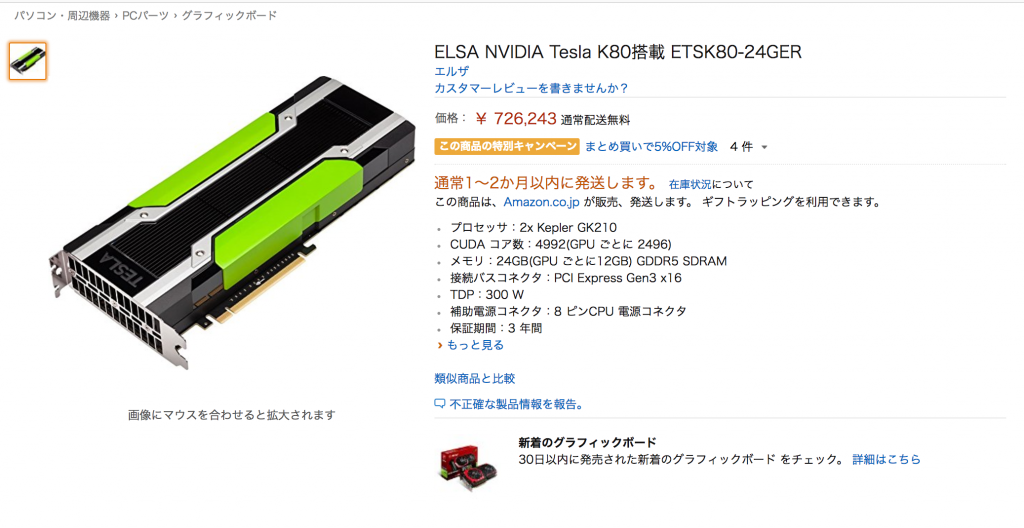 パソコン・周辺機器 › PCパーツ › グラフィックボード
ELSA NVIDIA Tesla K80搭載 ETSK80-24GER
エルザ
カスタマーレビューを書きませんか？
価格： ￥ 726,243 通常配送無料
この商品の特別キャンペーン まとめ買いで5%OFF対象 4 件
通常1～2か月以内に発送します。 在庫状況について
この商品は、Amazon.co.jp が販売、発送します。 ギフトラッピングを利用できます。
プロセッサ：2x Kepler GK210
CUDA コア数：4992(GPU ごとに 2496)
メモリ：24GB(GPU ごとに12GB) GDDR5 SDRAM
接続バスコネクタ：PCI Express Gen3 x16
TDP：300 W
補助電源コネクタ：8 ピンCPU 電源コネクタ
保証期間：3 年間
› もっと見る
類似商品と比較
不正確な製品情報を報告。
TESLA
画像にマウスを合わせると拡大されます
新着のグラフィックボード
30日以内に発売された新着のグラフィックボード をチェック。 詳細はこちら